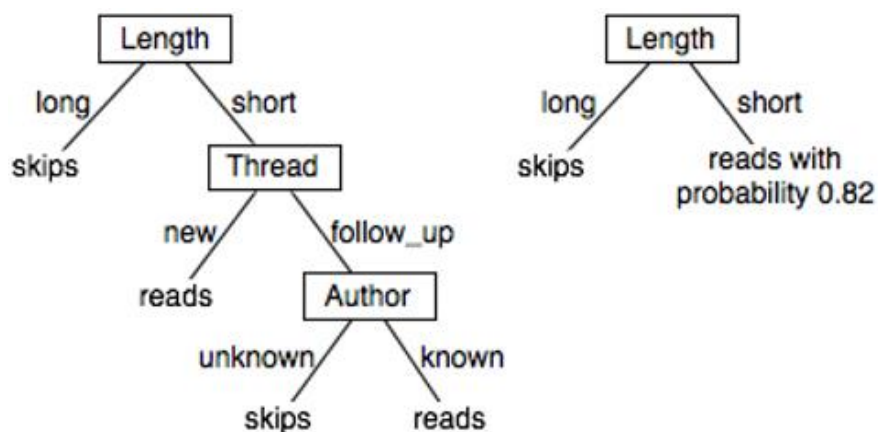 Length
long
short
skips
Thread
new
follow_up
reads
Author
unknown
known
skips
reads
Length
long
short
skips
reads with
probability 0.82